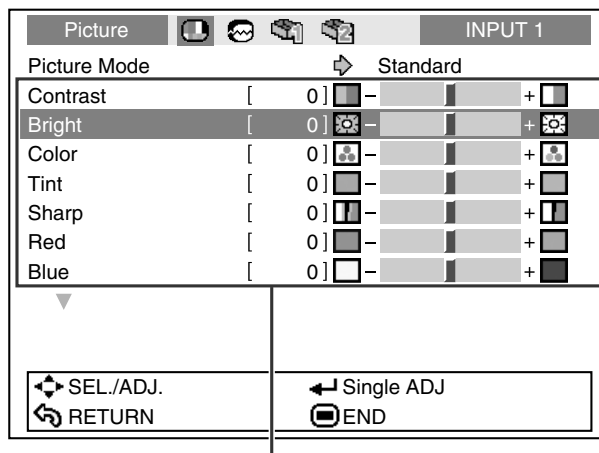 Picture INPUT 1
Picture Mode Standard
Contrast [ 0 ] – +
Bright [ 0 ] – +
Color [ 0 ] – +
Tint [ 0 ] – +
Sharp [ 0 ] – +
Red [ 0 ] – +
Blue [ 0 ] – +
SEL./ADJ. Single ADJ
RETURN END